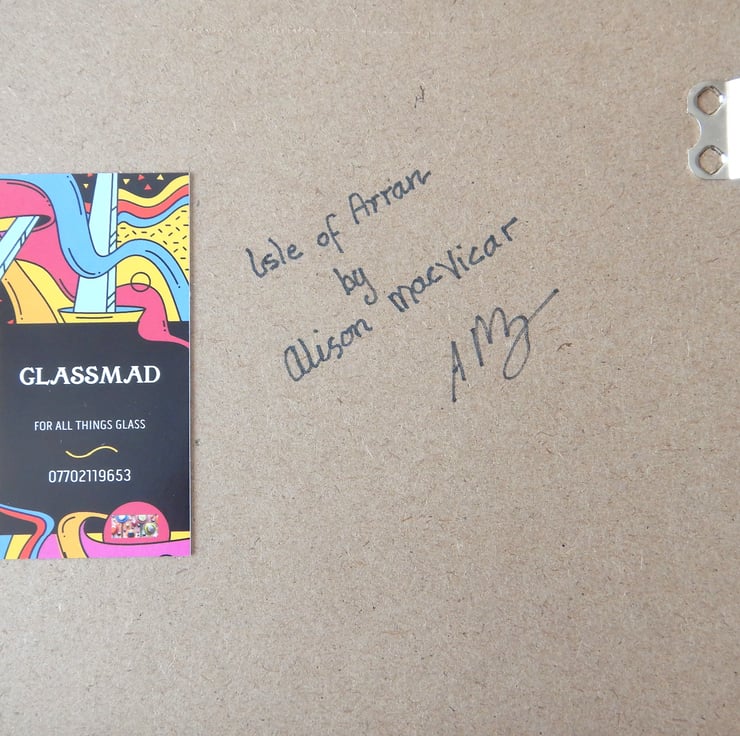 GLASSMAD
FOR ALL THINGS GLASS
07702119653
Isle of Arran
by
Alison MacVicar